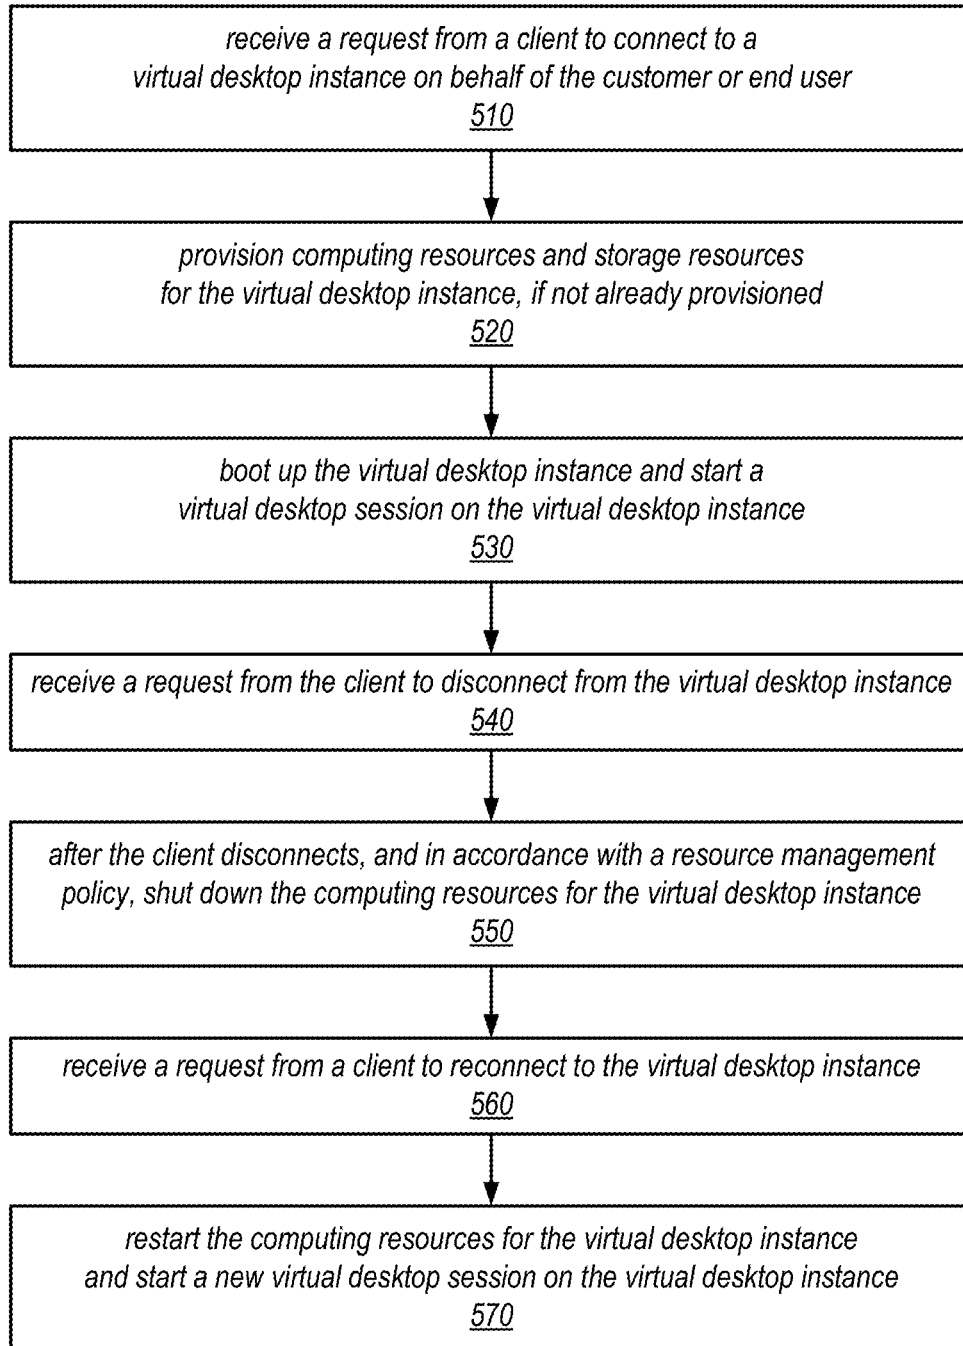 receive a request from a client to connect to a
virtual desktop instance on behalf of the customer or end user
510
provision computing resources and storage resources
for the virtual desktop instance, if not already provisioned
520
boot up the virtual desktop instance and start a
virtual desktop session on the virtual desktop instance
530
receive a request from the client to disconnect from the virtual desktop instance
540
after the client disconnects, and in accordance with a resource management
policy, shut down the computing resources for the virtual desktop instance
550
receive a request from a client to reconnect to the virtual desktop instance
560
restart the computing resources for the virtual desktop instance
and start a new virtual desktop session on the virtual desktop instance
570